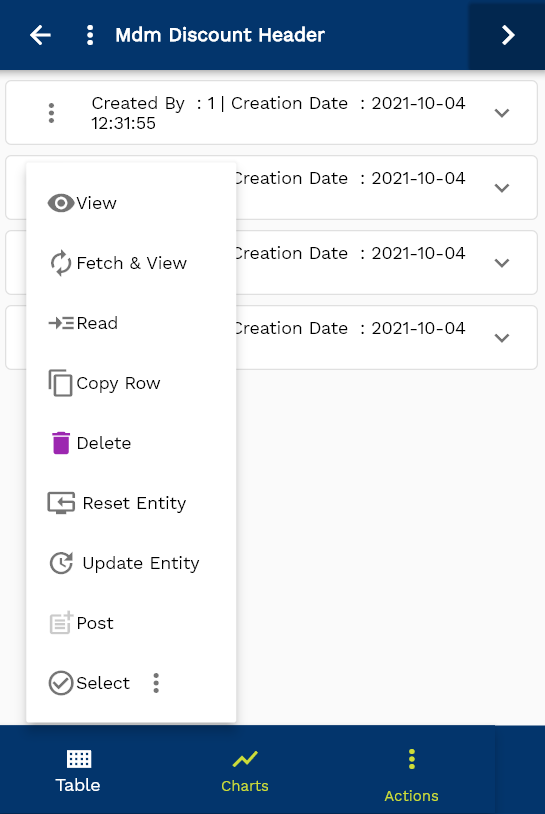 Mdm Discount Header
Created By : 1 | Creation Date : 2021-10-04
12:31:55
Creation Date : 2021-10-04
Creation Date : 2021-10-04
Creation Date : 2021-10-04
View
Fetch & View
Read
Copy Row
Delete
Reset Entity
Update Entity
Post
Select
Table
Charts
Actions